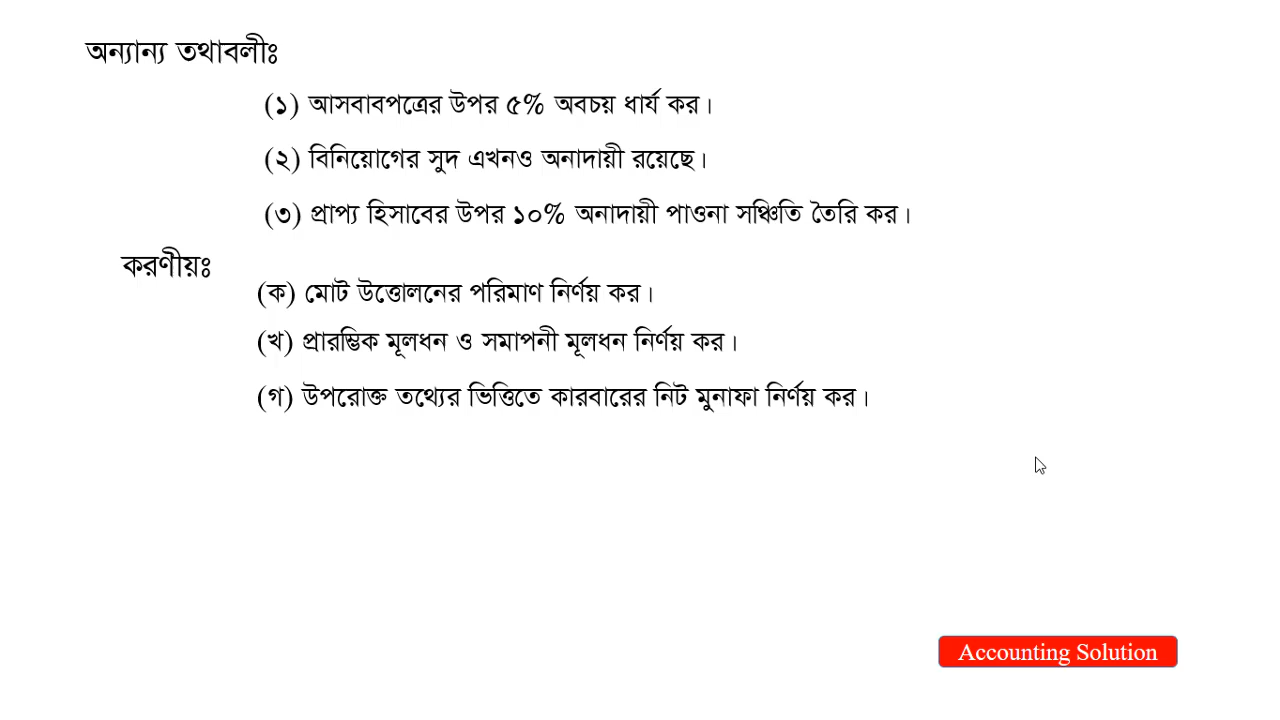 অন্যান্য তথাবলীঃ
(১) আসবাবপত্রের উপর ৫% অবচয় ধার্য কর।
(২) বিনিয়োগের সুদ এখনও অনাদায়ী রয়েছে।
(৩) প্রাপ্য হিসাবের উপর ১০% অনাদায়ী পাওনা সঞ্চিতি তৈরি কর।
করণীয়ঃ
(ক) মোট উত্তোলনের পরিমাণ নির্ণয় কর।
(খ) প্রারম্ভিক মূলধন ও সমাপনী মূলধন নির্ণয় কর।
(গ) উপরোক্ত তথ্যের ভিত্তিতে কারবারের নিট মুনাফা নির্ণয় কর।
Accounting Solution